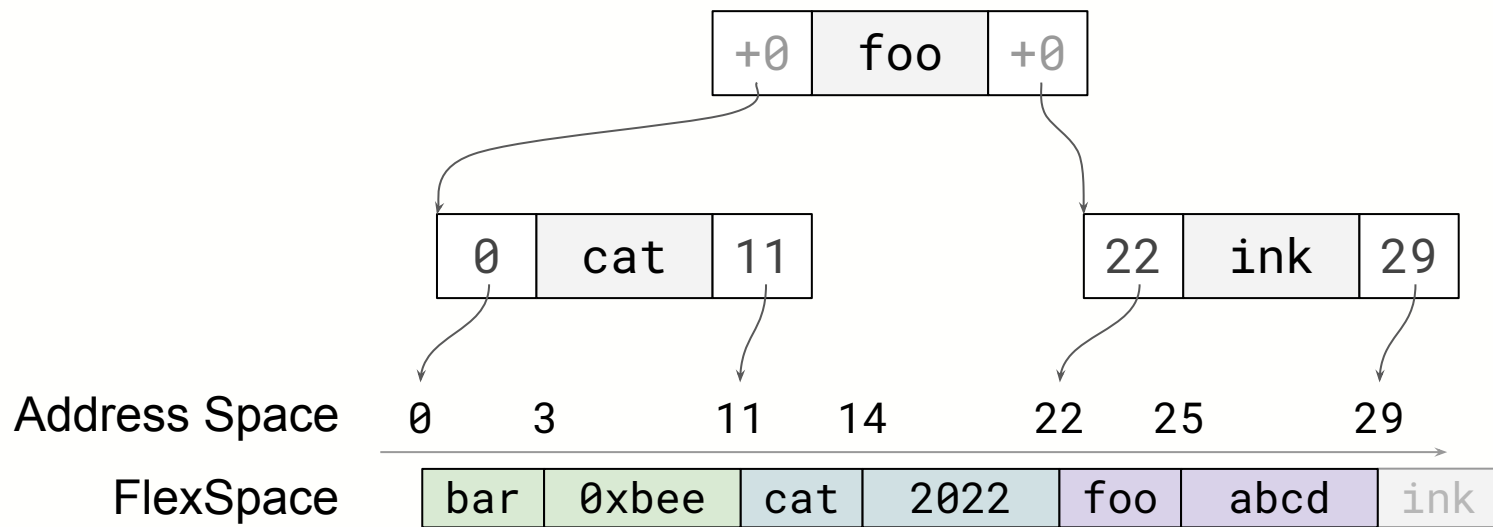 +0 foo +0
0 cat 11 22 ink 29
Address Space 0 3 11 14 22 25 29
FlexSpace bar 0xbee cat 2022 foo abcd ink